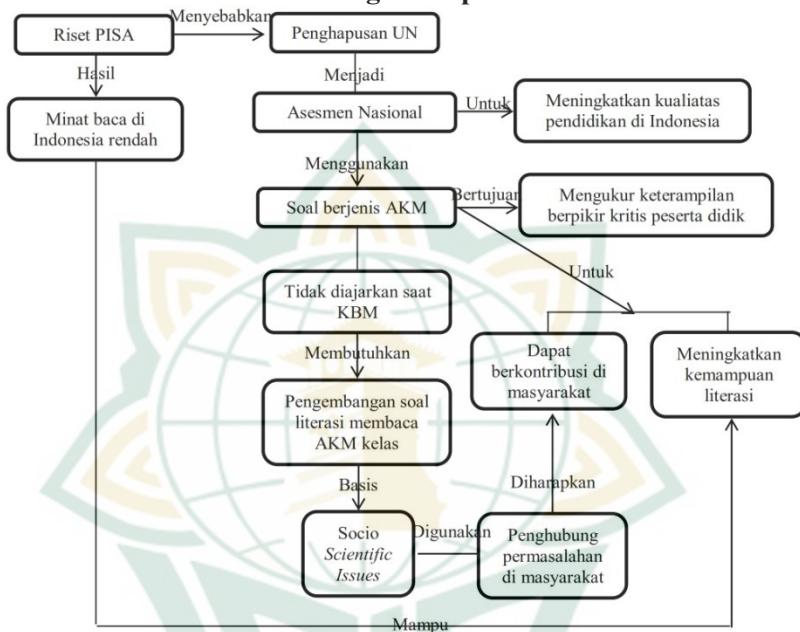 Menyebabkan
Riset PISA
Penghapusan UN
Hasil
Menjadi
Minat baca di
Indonesia rendah
Asesmen Nasional
Untuk
Meningkatkan kualiatas
pendidikan di Indonesia
Menggunakan
Soal berjenis AKM
Bertujuan
Mengukur keterampilan
berpikir kritis peserta didik
Untuk
Tidak diajarkan saat
KBM
Membutuhkan
Dapat
berkontribusi di
masyarakat
Meningkatkan
kemampuan
literasi
Pengembangan soal
literasi membaca
AKM kelas
Basis
Diharapkan
Socio
Scientific
Issues
Digunakan
Penghubung
permasalahan
di masyarakat
Mampu